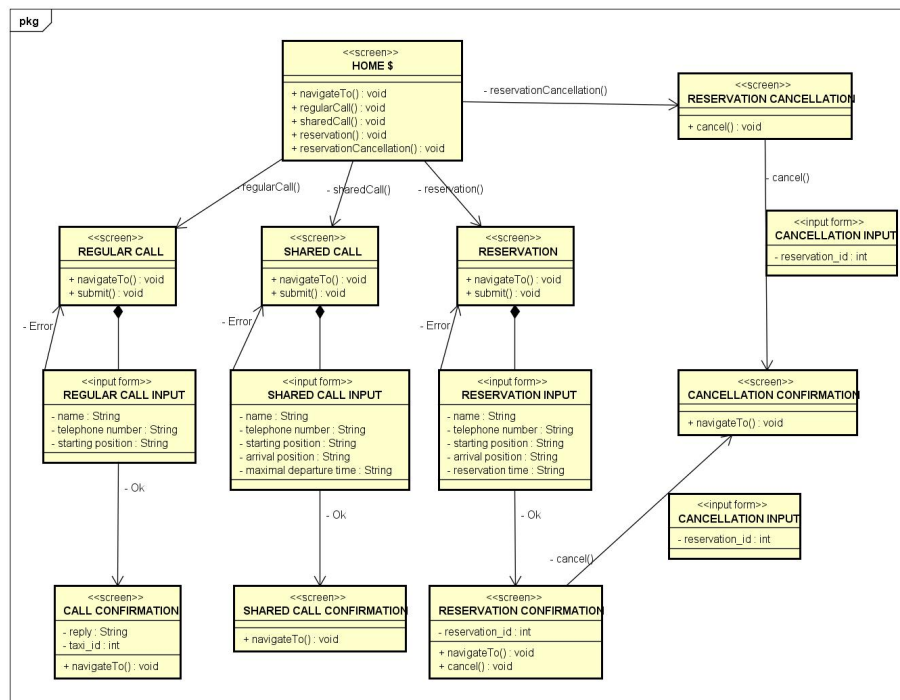 pkg
<<screen>>
HOME $
+ navigateTo() : void
+ regularCall() : void
+ sharedCall() : void
+ reservation() : void
+ reservationCancellation() : void
- reservationCancellation()
<<screen>>
RESERVATION CANCELLATION
+ cancel() : void
- regularCall()
- sharedCall()
- reservation()
- cancel()
<<screen>>
REGULAR CALL
+ navigateTo() : void
+ submit() : void
<<screen>>
SHARED CALL
+ navigateTo() : void
+ submit() : void
<<screen>>
RESERVATION
+ navigateTo() : void
+ submit() : void
<<input form>>
CANCELLATION INPUT
- reservation_id : int
- Error
- Error
- Error
<<input form>>
REGULAR CALL INPUT
- name : String
- telephone number : String
- starting position : String
<<input form>>
SHARED CALL INPUT
- name : String
- telephone number : String
- starting position : String
- arrival position : String
- maximal departure time : String
<<input form>>
RESERVATION INPUT
- name : String
- telephone number : String
- starting position : String
- arrival position : String
- reservation time : String
<<screen>>
CANCELLATION CONFIRMATION
+ navigateTo() : void
- Ok
- Ok
- Ok
<<input form>>
CANCELLATION INPUT
- reservation_id : int
- cancel()
<<screen>>
CALL CONFIRMATION
- reply : String
- taxi_id : int
+ navigateTo() : void
<<screen>>
SHARED CALL CONFIRMATION
+ navigateTo() : void
<<screen>>
RESERVATION CONFIRMATION
- reservation_id : int
+ navigateTo() : void
+ cancel() : void